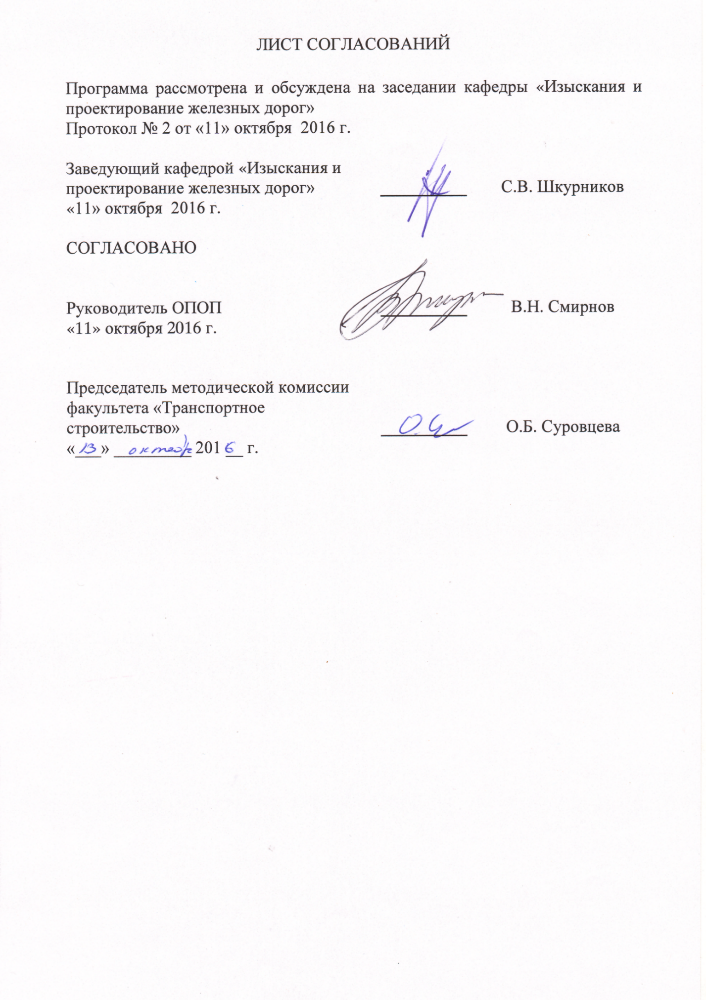 ЛИСТ СОГЛАСОВАНИЙ
Программа рассмотрена и обсуждена на заседании кафедры «Изыскания и
проектирование железных дорог»
Протокол № 2 от «11» октября 2016 г.
Заведующий кафедрой «Изыскания и
проектирование железных дорог» С.В. Шкурников
«11» октября 2016 г.
СОГЛАСОВАНО
Руководитель ОПОП В.Н. Смирнов
«11» октября 2016 г.
Председатель методической комиссии
факультета «Транспортное
строительство» О.Б. Суровцева
«13» октябр 2016 г.